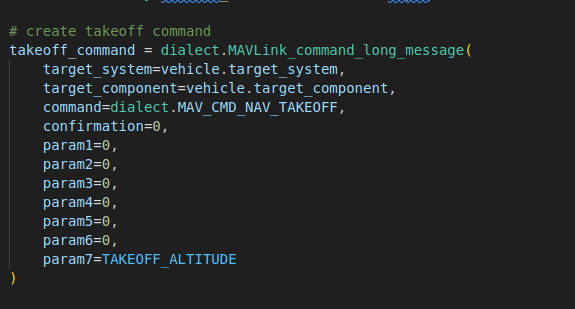 # create takeoff command
takeoff_command = dialect.MAVLink_command_long_message(
    target_system=vehicle.target_system,
    target_component=vehicle.target_component,
    command=dialect.MAV_CMD_NAV_TAKEOFF,
    confirmation=0,
    param1=0,
    param2=0,
    param3=0,
    param4=0,
    param5=0,
    param6=0,
    param7=TAKEOFF_ALTITUDE
)